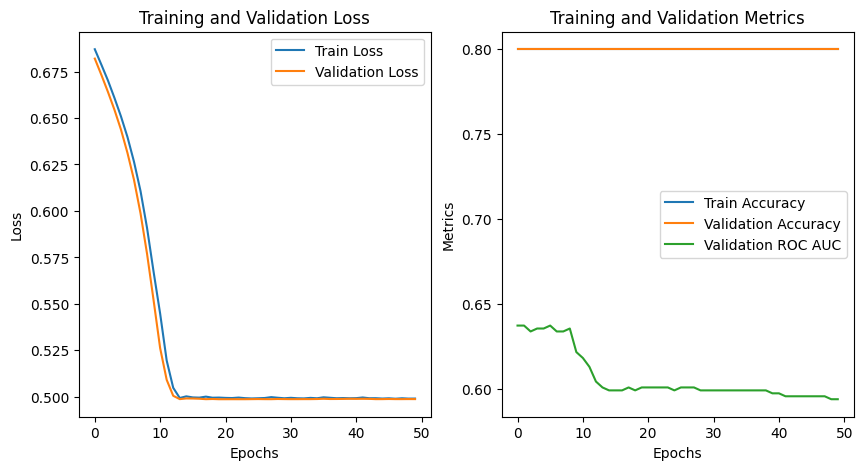 Training and Validation Loss
Train Loss
Validation Loss
Loss
0.675
0.650
0.625
0.600
0.575
0.550
0.525
0.500
0 10 20 30 40 50
Epochs
Training and Validation Metrics
Train Accuracy
Validation Accuracy
Validation ROC AUC
Metrics
0.80
0.75
0.70
0.65
0.60
0 10 20 30 40 50
Epochs